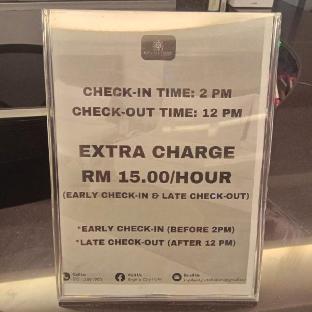 CHECK-IN TIME: 2 PM
CHECK-OUT TIME: 12 PM
EXTRA CHARGE
RM 15.00/HOUR
(EARLY CHECK-IN & LATE CHECK-OUT)
*EARLY CHECK-IN (BEFORE 2PM)
*LATE CHECK-OUT (AFTER 12 PM)